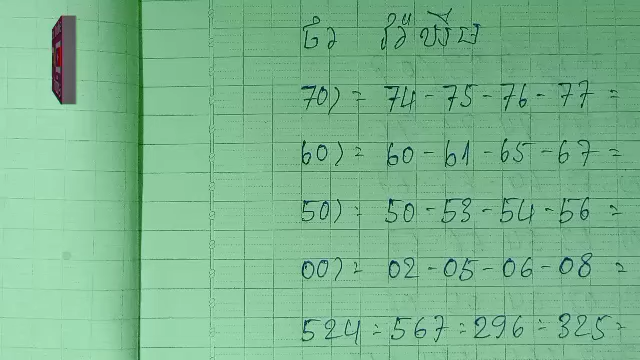 70) = 74 - 75 - 76 - 77 =
60) = 60 - 61 - 65 - 67 =
50) = 50 - 53 - 54 - 56 =
00) = 02 - 05 - 06 - 08 =
524 = 567 = 296 = 325 =